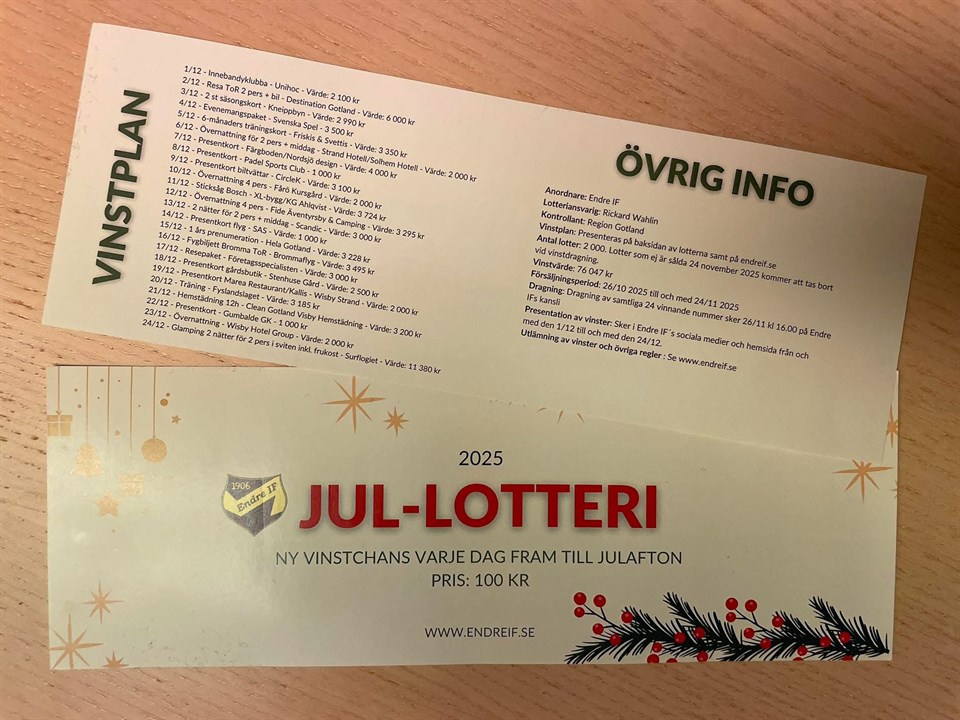 VINSTPLAN
1/12 - Innebandyklubba - Unihoc - Värde: 2 100 kr
2/12 - Resa ToR 2 pers + bil - Destination Gotland - Värde: 6 000 kr
3/12 - 2 st säsongskort - Kneippbyn - Värde: 2 990 kr
4/12 - Evenemangspaket - Svenska Spel - 3 500 kr
5/12 - 6-månaders träningskort - Friskis & Svettis - Värde: 3 350 kr
6/12 - Övernattning för 2 pers + middag - Strand Hotell/Solhem Hotell - Värde: 2 000 kr
7/12 - Presentkort - Färgboden/Nordsjö design - Värde: 4 000 kr
8/12 - Presentkort - Padel Sports Club - 1 000 kr
9/12 - Presentkort biltvättar - CircleK - Värde: 3 100 kr
10/12 - Övernattning 4 pers - Fårö Kursgård - Värde: 2 000 kr
11/12 - Sticksåg Bosch - XL-bygg/KG Ahlqvist - Värde: 3 724 kr
12/12 - Övernattning 4 pers - Fide Äventyrsby & Camping - Värde: 3 295 kr
13/12 - 2 nätter för 2 pers + middag - Scandic - Värde: 3 000 kr
14/12 - Presentkort flyg - SAS - Värde: 1 000 kr
15/12 - 1 års prenumeration - Hela Gotland - Värde: 3 228 kr
16/12 - Fygbiljett Bromma ToR - Brommaflyg - Värde: 3 495 kr
17/12 - Resepaket - Företagsspecialisten - Värde: 3 000 kr
18/12 - Presentkort gårdsbutik - Stenhuse Gård - Värde: 2 500 kr
19/12 - Presentkort Marea Restaurant/Kallis - Wisby Strand - Värde: 2 000 kr
20/12 - Träning - Fyslandslaget - Värde: 3 185 kr
21/12 - Hemstädning 12h - Clean Gotland Visby Hemstädning - Värde: 3 200 kr
22/12 - Presentkort - Gumbalde GK - 1 000 kr
23/12 - Övernattning - Wisby Hotel Group - Värde: 2 000 kr
24/12 - Glamping 2 nätter för 2 pers i sviten inkl. frukost - Surflogiet - Värde: 11 380 kr
ÖVRIG INFO
Anordnare: Endre IF
Lotteriansvarig: Rickard Wahlin
Kontrollant: Region Gotland
Vinstplan: Presenteras på baksidan av lotterna samt på endreif.se
Antal lotter: 2 000. Lotter som ej är sålda 24 november 2025 kommer att tas bort
vid vinstdragning.
Vinstvärde: 76 047 kr
Försäljningsperiod: 26/10 2025 till och med 24/11 2025
Dragning: Dragning av samtliga 24 vinnande nummer sker 26/11 kl 16.00 på Endre
IFs kansli
Presentation av vinster: Sker i Endre IF´s sociala medier och hemsida från och
med den 1/12 till och med den 24/12.
Utlämning av vinster och övriga regler : Se www.endreif.se
2025
1906
Endre IF
JUL-LOTTERI
NY VINSTCHANS VARJE DAG FRAM TILL JULAFTON
PRIS: 100 KR
WWW.ENDREIF.SE